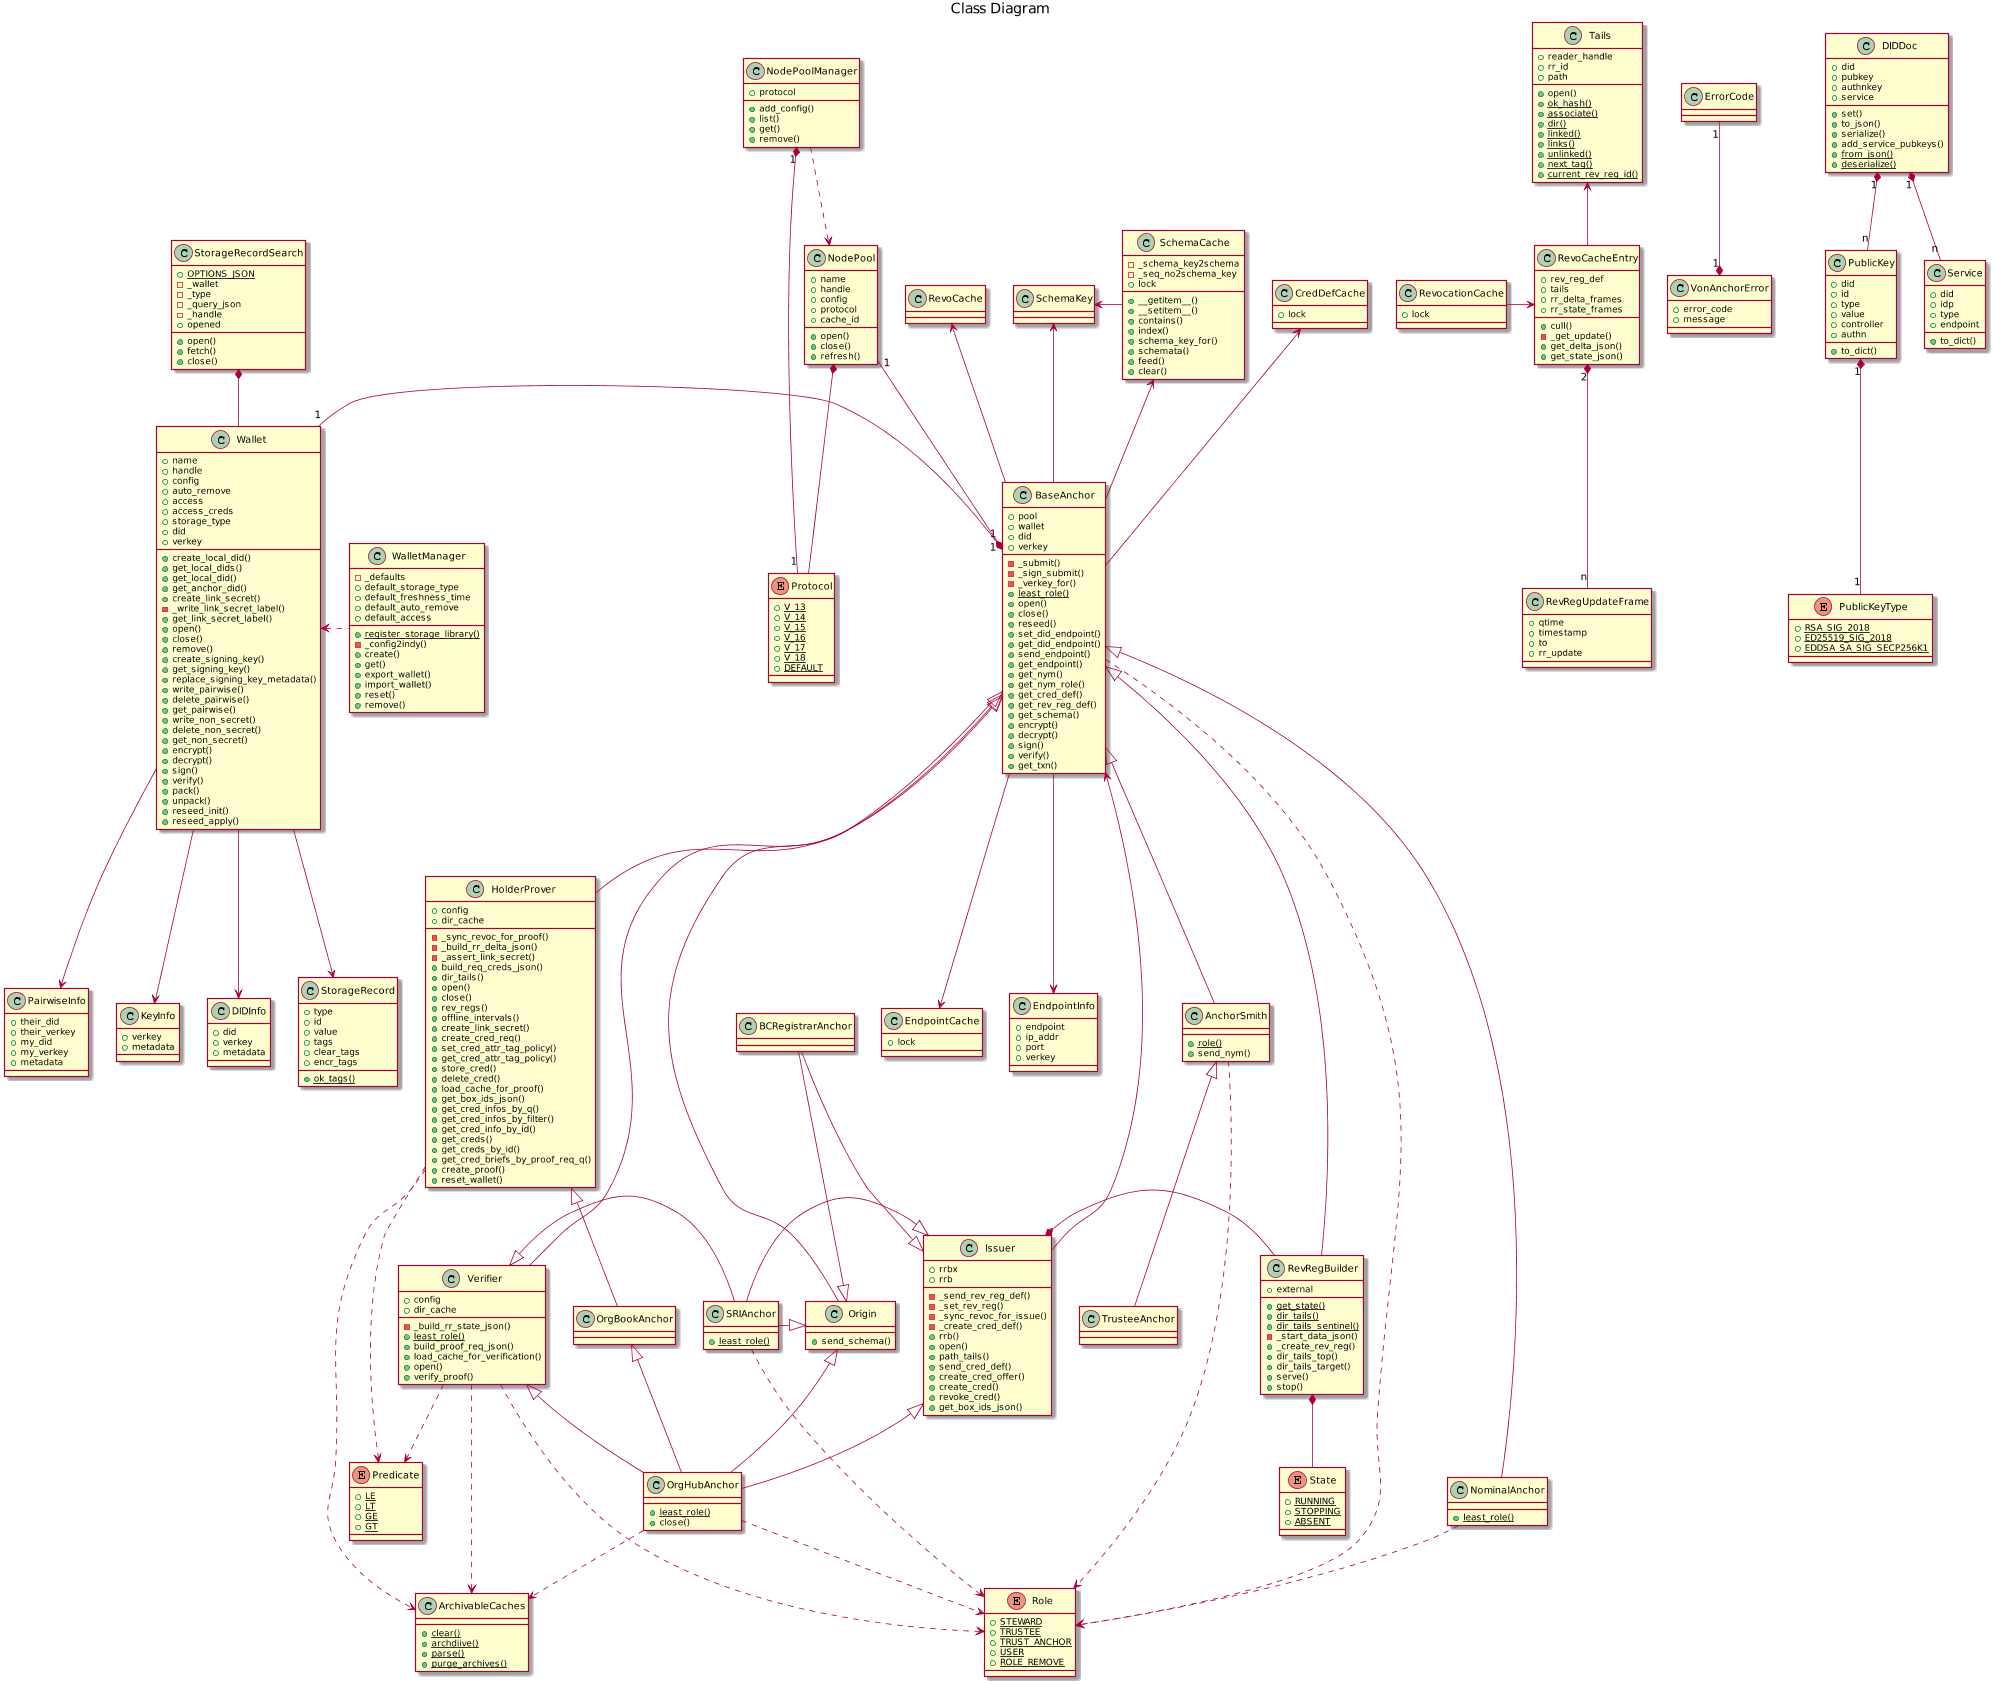 Class Diagram
C Tails
reader_handle
rr_id
path
open()
ok_hash()
associate()
dir()
linked()
links()
unlinked()
next_tag()
current_rev_reg_id()
C DIDDoc
did
pubkey
authnkey
service
set()
to_json()
serialize()
add_service_pubkeys()
from_json()
deserialize()
1
1
n
n
C NodePoolManager
protocol
add_config()
list()
get()
remove()
1
C ErrorCode
1
1
C StorageRecordSearch
OPTIONS_JSON
_wallet
_type
_query_json
_handle
opened
open()
fetch()
close()
C NodePool
name
handle
config
protocol
cache_id
open()
close()
refresh()
1
C RevoCache
C SchemaKey
C SchemaCache
_schema_key2schema
_seq_no2schema_key
lock
__getitem__()
__setitem__()
contains()
index()
schema_key_for()
schemata()
feed()
clear()
C CredDefCache
lock
C RevocationCache
lock
C RevoCacheEntry
rev_reg_def
tails
rr_delta_frames
rr_state_frames
cull()
_get_update()
get_delta_json()
get_state_json()
2
n
C VonAnchorError
error_code
message
C PublicKey
did
id
type
value
controller
authn
to_dict()
1
1
C Service
did
idp
type
endpoint
to_dict()
1
C Wallet
name
handle
config
auto_remove
access
access_creds
storage_type
did
verkey
create_local_did()
get_local_dids()
get_local_did()
get_anchor_did()
create_link_secret()
_write_link_secret_label()
get_link_secret_label()
open()
close()
remove()
create_signing_key()
get_signing_key()
replace_signing_key_metadata()
write_pairwise()
delete_pairwise()
get_pairwise()
write_non_secret()
delete_non_secret()
get_non_secret()
encrypt()
decrypt()
sign()
verify()
pack()
unpack()
reseed_init()
reseed_apply()
C WalletManager
_defaults
default_storage_type
default_freshness_time
default_auto_remove
default_access
register_storage_library()
_config2indy()
create()
get()
export_wallet()
import_wallet()
reset()
remove()
1
E Protocol
V_13
V_14
V_15
V_16
V_17
V_18
DEFAULT
1
1
C BaseAnchor
pool
wallet
did
verkey
_submit()
_sign_submit()
_verkey_for()
least_role()
open()
close()
reseed()
set_did_endpoint()
get_did_endpoint()
send_endpoint()
get_endpoint()
get_nym()
get_nym_role()
get_cred_def()
get_rev_reg_def()
get_schema()
encrypt()
decrypt()
sign()
verify()
get_txn()
C RevRegUpdateFrame
qtime
timestamp
to
rr_update
E PublicKeyType
RSA_SIG_2018
ED25519_SIG_2018
EDDSA_SA_SIG_SECP256K1
C HolderProver
config
dir_cache
_sync_revoc_for_proof()
_build_rr_delta_json()
_assert_link_secret()
build_req_creds_json()
dir_tails()
open()
close()
rev_regs()
offline_intervals()
create_link_secret()
create_cred_req()
set_cred_attr_tag_policy()
get_cred_attr_tag_policy()
store_cred()
delete_cred()
load_cache_for_proof()
get_box_ids_json()
get_cred_infos_by_q()
get_cred_infos_by_filter()
get_cred_info_by_id()
get_creds()
get_creds_by_id()
get_cred_briefs_by_proof_req_q()
create_proof()
reset_wallet()
C PairwiseInfo
their_did
their_verkey
my_did
my_verkey
metadata
C KeyInfo
verkey
metadata
C DIDInfo
did
verkey
metadata
C StorageRecord
type
id
value
tags
clear_tags
encr_tags
ok_tags()
C BCRegistrarAnchor
C EndpointCache
lock
C EndpointInfo
endpoint
ip_addr
port
verkey
C AnchorSmith
role()
send_nym()
C Verifier
config
dir_cache
_build_rr_state_json()
least_role()
build_proof_req_json()
load_cache_for_verification()
open()
verify_proof()
C OrgBookAnchor
C SRIAnchor
least_role()
C Origin
send_schema()
C Issuer
rrbx
rrb
_send_rev_reg_def()
_set_rev_reg()
_sync_revoc_for_issue()
_create_cred_def()
rrb()
open()
path_tails()
send_cred_def()
create_cred_offer()
create_cred()
revoke_cred()
get_box_ids_json()
C TrusteeAnchor
C RevRegBuilder
external
get_state()
dir_tails()
dir_tails_sentinel()
_start_data_json()
_create_rev_reg()
dir_tails_top()
dir_tails_target()
serve()
stop()
E Predicate
LE
LT
GE
GT
C OrgHubAnchor
least_role()
close()
E State
RUNNING
STOPPING
ABSENT
C NominalAnchor
least_role()
C ArchivableCaches
clear()
archdiive()
parse()
purge_archives()
E Role
STEWARD
TRUSTEE
TRUST_ANCHOR
USER
ROLE_REMOVE